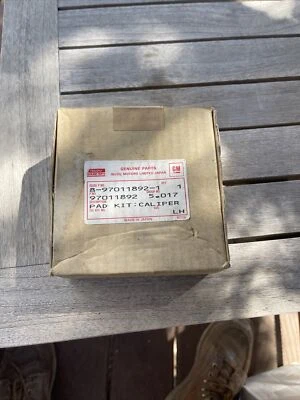 GENUINE PARTS
ISUZU MOTORS LIMITED JAPAN
GM
8-97011892-1 1
97011892 5.017
PAD KIT:CALIPER
LH
MADE IN JAPAN